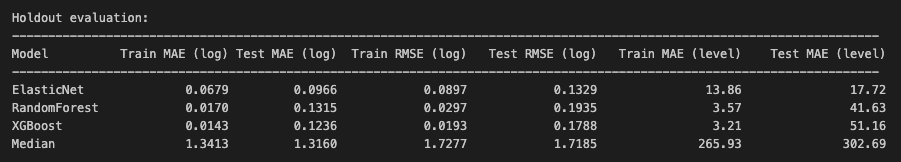 Holdout evaluation:
------------------------------------------------------------------------------------------------------------------------
Model Train MAE (log) Test MAE (log) Train RMSE (log) Test RMSE (log) Train MAE (level) Test MAE (level)
------------------------------------------------------------------------------------------------------------------------
ElasticNet 0.0679 0.0966 0.0897 0.1329 13.86 17.72
RandomForest 0.0170 0.1315 0.0297 0.1935 3.57 41.63
XGBoost 0.0143 0.1236 0.0193 0.1788 3.21 51.16
Median 1.3413 1.3160 1.7277 1.7185 265.93 302.69